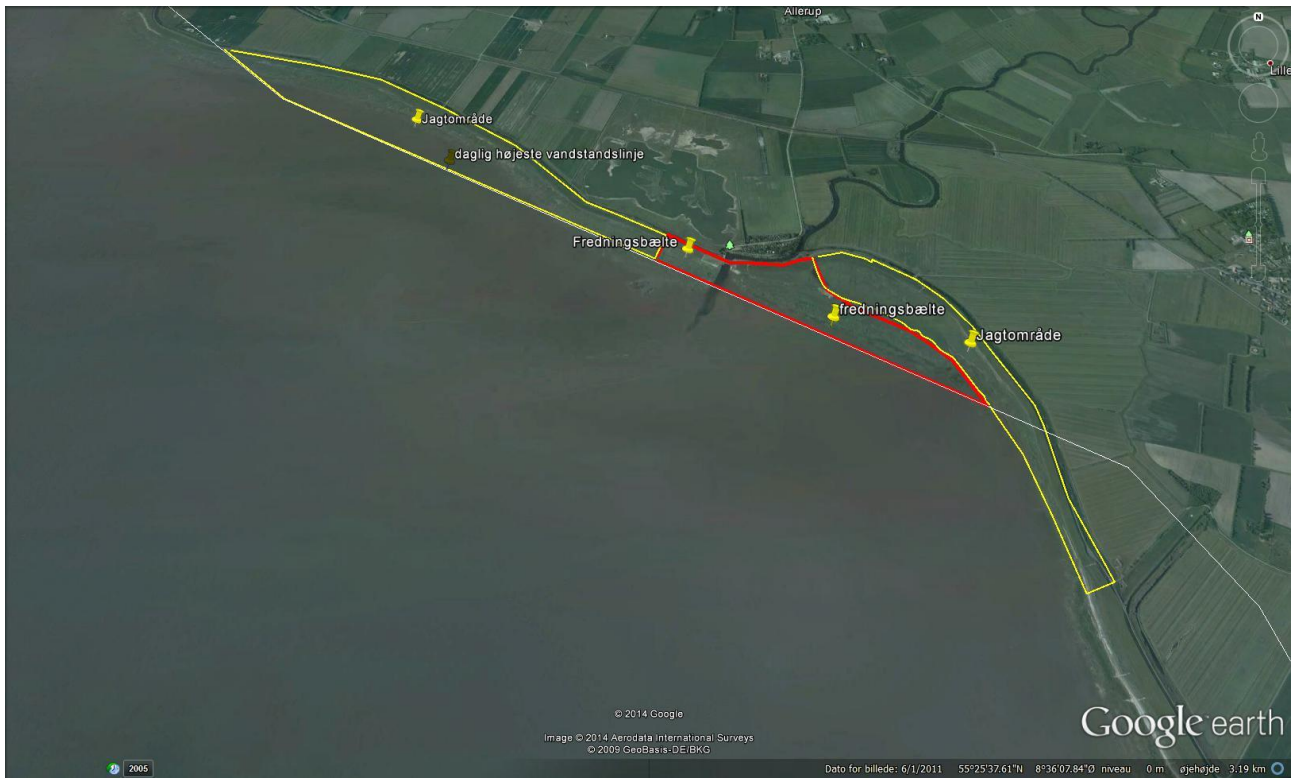 Allerup
N
Lille
Jagtområde
daglig højeste vandstandslinje
Fredningsbælte
fredningsbælte
Jagtområde
© 2014 Google
Image © 2014 Aerodata International Surveys
© 2009 GeoBasis-DE/BKG
Google earth
2005
Dato for billede: 6/1/2011 55°25'37.61"N 8°36'07.84"Ø niveau 0 m øjehøjde 3.19 km